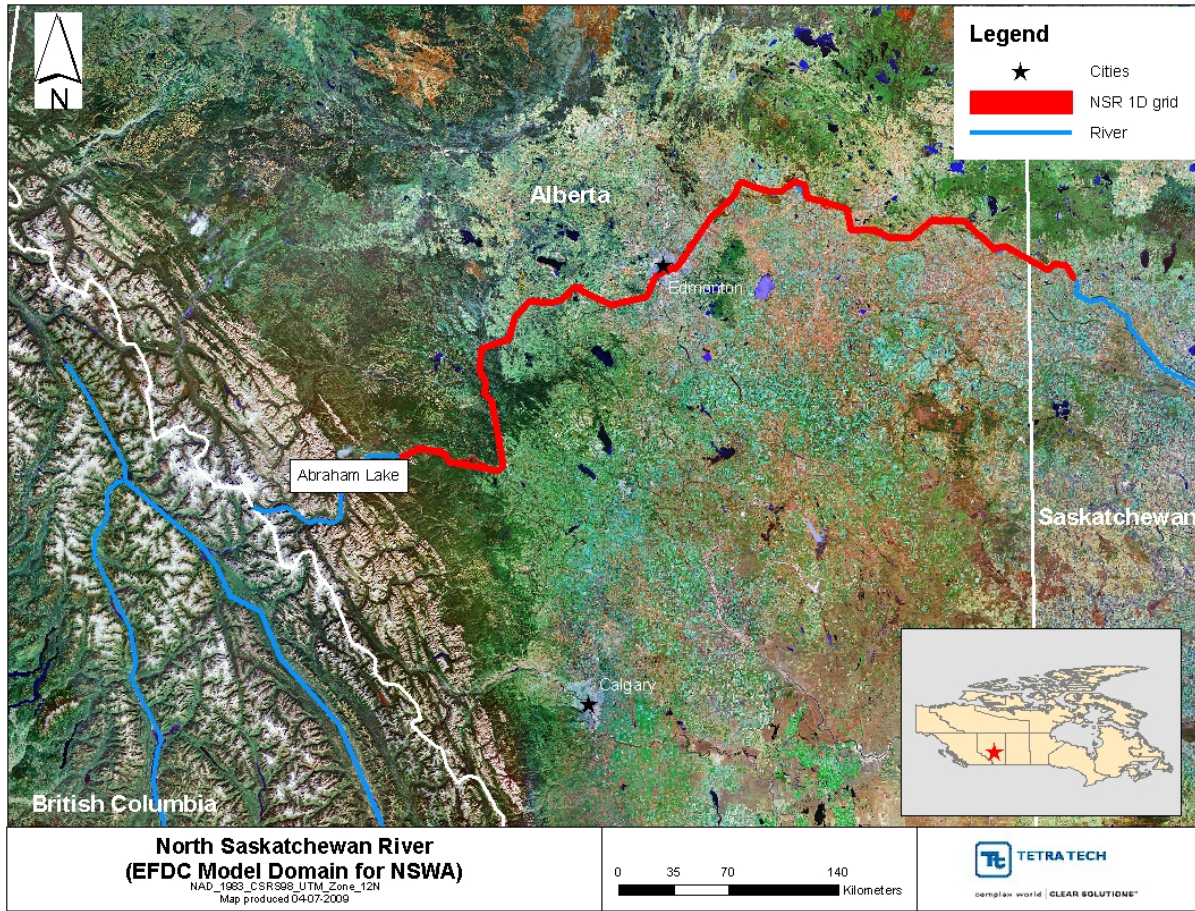 N
Legend
Cities
NSR 1D grid
River
Alberta
Edmonton
Abraham Lake
Saskatchewan
Calgary
British Columbia
North Saskatchewan River
(EFDC Model Domain for NSWA)
NAD_1983_CSRS98_UTM_Zone_12N
Map produced 04-07-2009
0 35 70 140
Kilometers
Tt TETRA TECH
complex world | CLEAR SOLUTIONS™